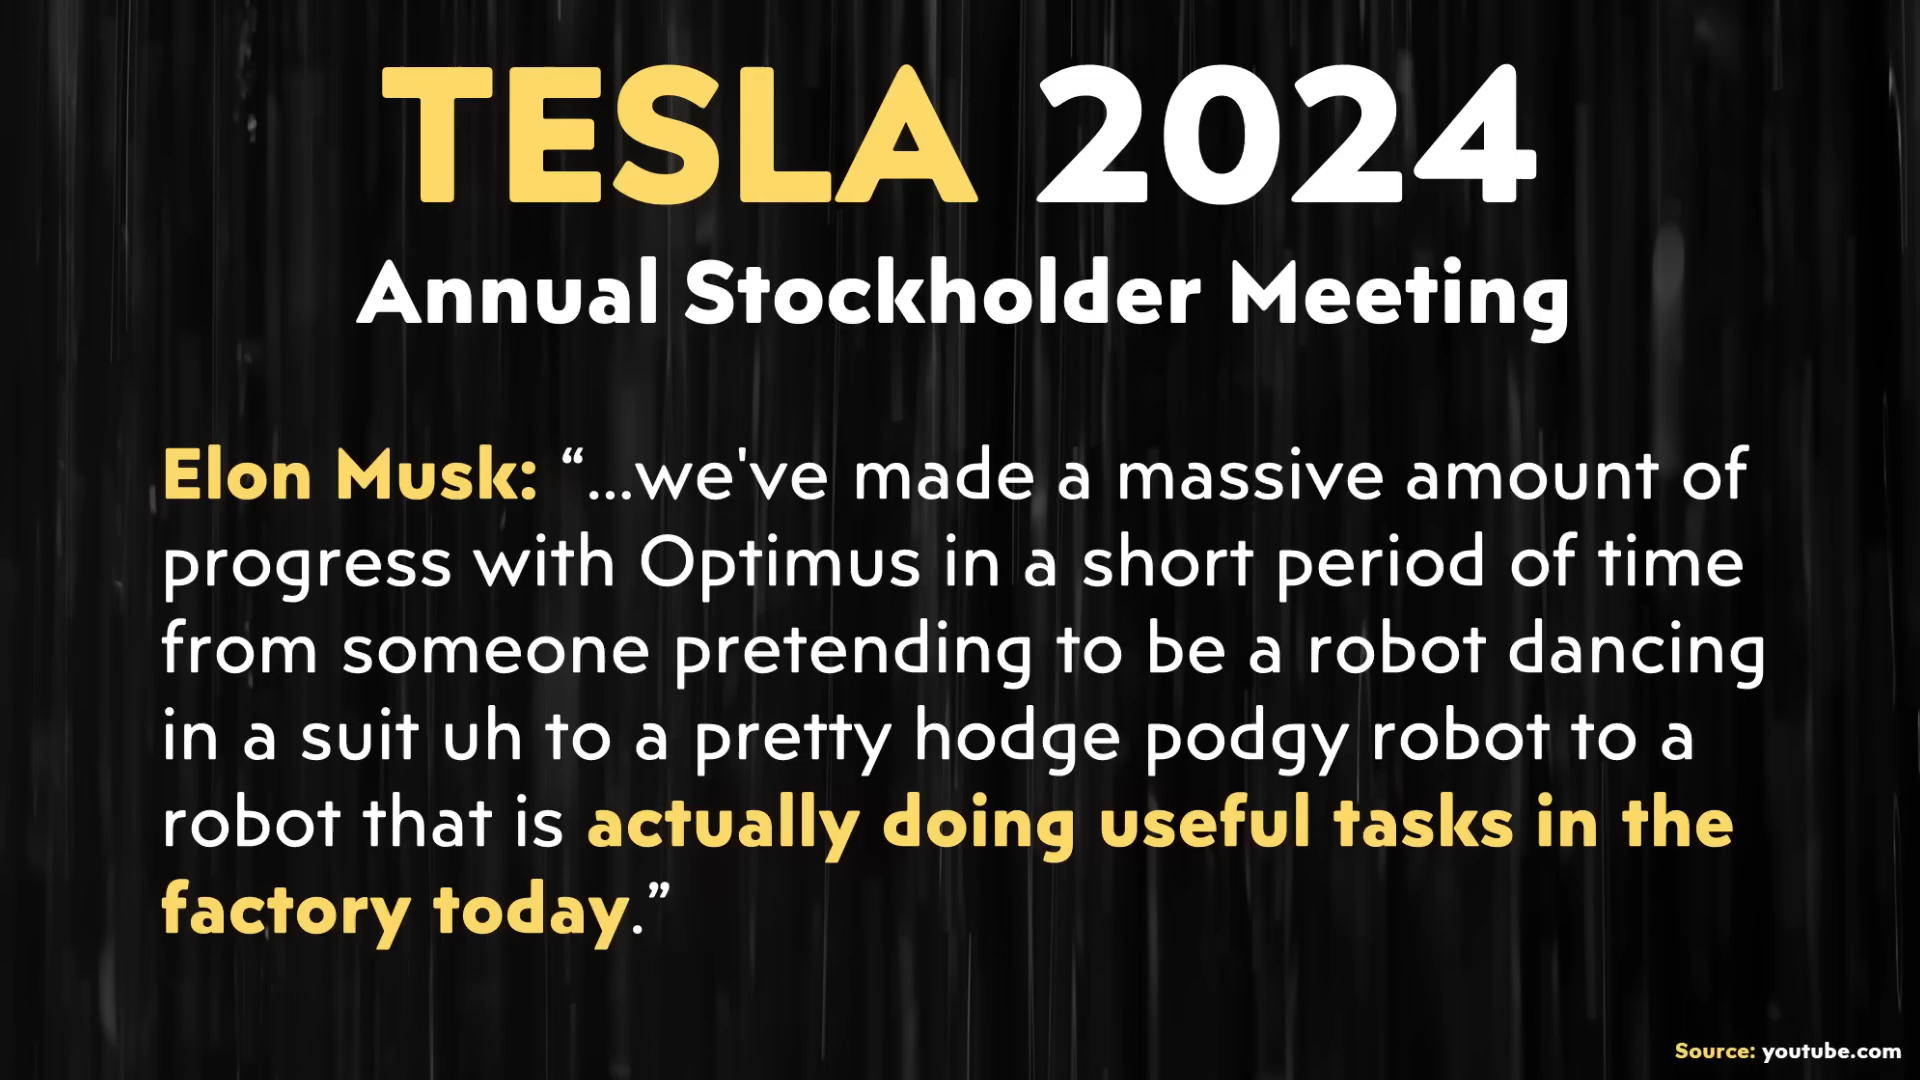 TESLA 2024
Annual Stockholder Meeting
Elon Musk: “...we've made a massive amount of
progress with Optimus in a short period of time
from someone pretending to be a robot dancing
in a suit uh to a pretty hodge podgy robot to a
robot that is actually doing useful tasks in the
factory today.”
Source: youtube.com